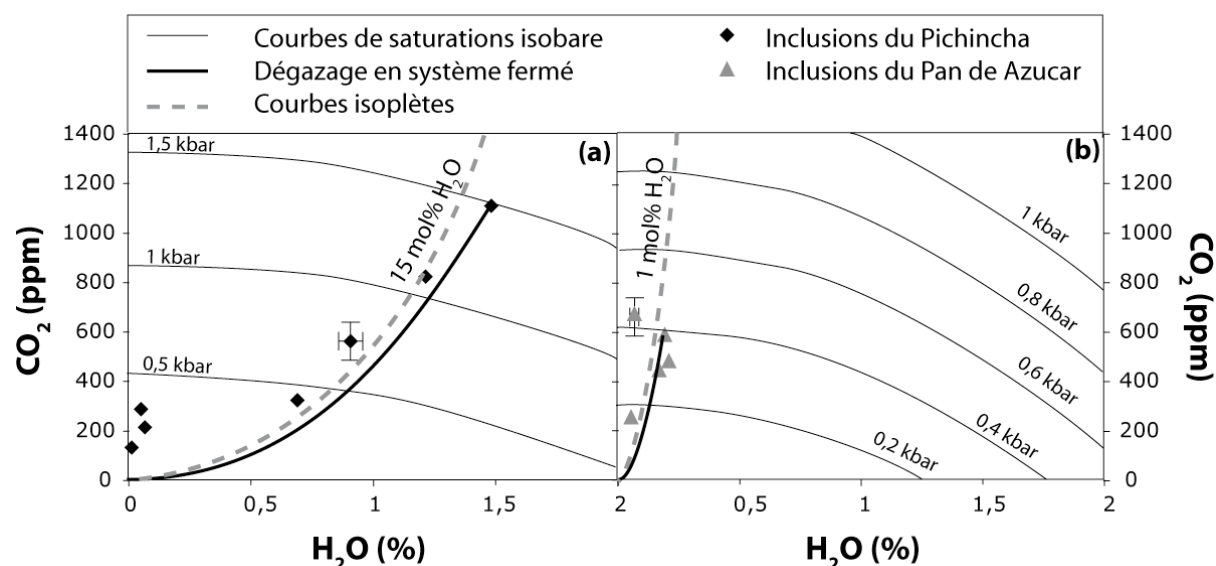 Courbes de saturations isobare
Dégazage en système fermé
Courbes isoplètes
Inclusions du Pichincha
Inclusions du Pan de Azucar
CO2 (ppm)
1400
1200
1000
800
600
400
200
0
(a)
1,5 kbar
1 kbar
0,5 kbar
15 mol% H2O
0
0,5
1
1,5
2
H2O (%)
(b)
1 mol% H2O
1 kbar
0,8 kbar
0,6 kbar
0,4 kbar
0,2 kbar
0,5
1
1,5
2
H2O (%)
1400
1200
1000
800
600
400
200
0
CO2 (ppm)